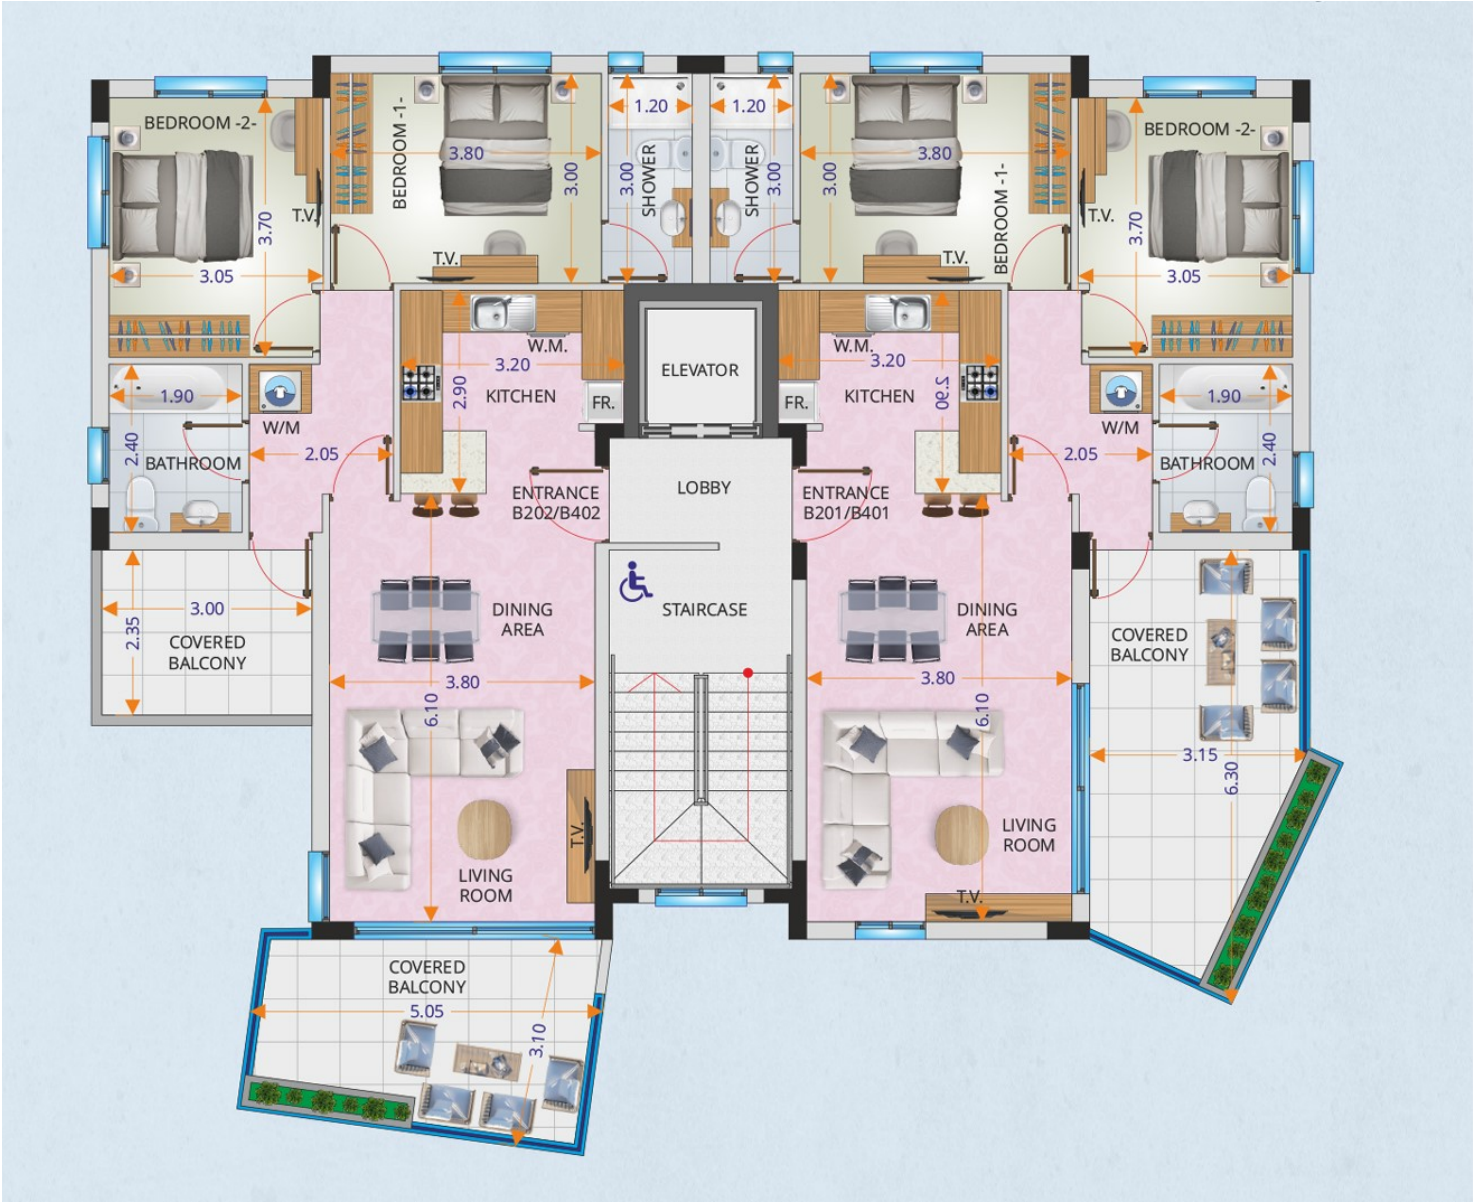 BEDROOM -2-
3.70
T.V.
3.05
BEDROOM -1-
3.80
3.00
T.V.
1.20
3.00
SHOWER
1.20
SHOWER
3.00
3.00
3.80
BEDROOM -1-
T.V.
BEDROOM -2-
T.V.
3.70
3.05
W.M.
3.20
2.90
KITCHEN
FR.
ELEVATOR
W.M.
3.20
2.90
KITCHEN
FR.
1.90
2.40
BATHROOM
W/M
2.05
ENTRANCE
B202/B402
LOBBY
ENTRANCE
B201/B401
2.05
W/M
1.90
2.40
BATHROOM
3.00
2.35
COVERED
BALCONY
DINING
AREA
3.80
6.10
STAIRCASE
DINING
AREA
3.80
6.10
COVERED
BALCONY
3.15
6.30
T.V.
LIVING
ROOM
LIVING
ROOM
T.V.
COVERED
BALCONY
5.05
3.10